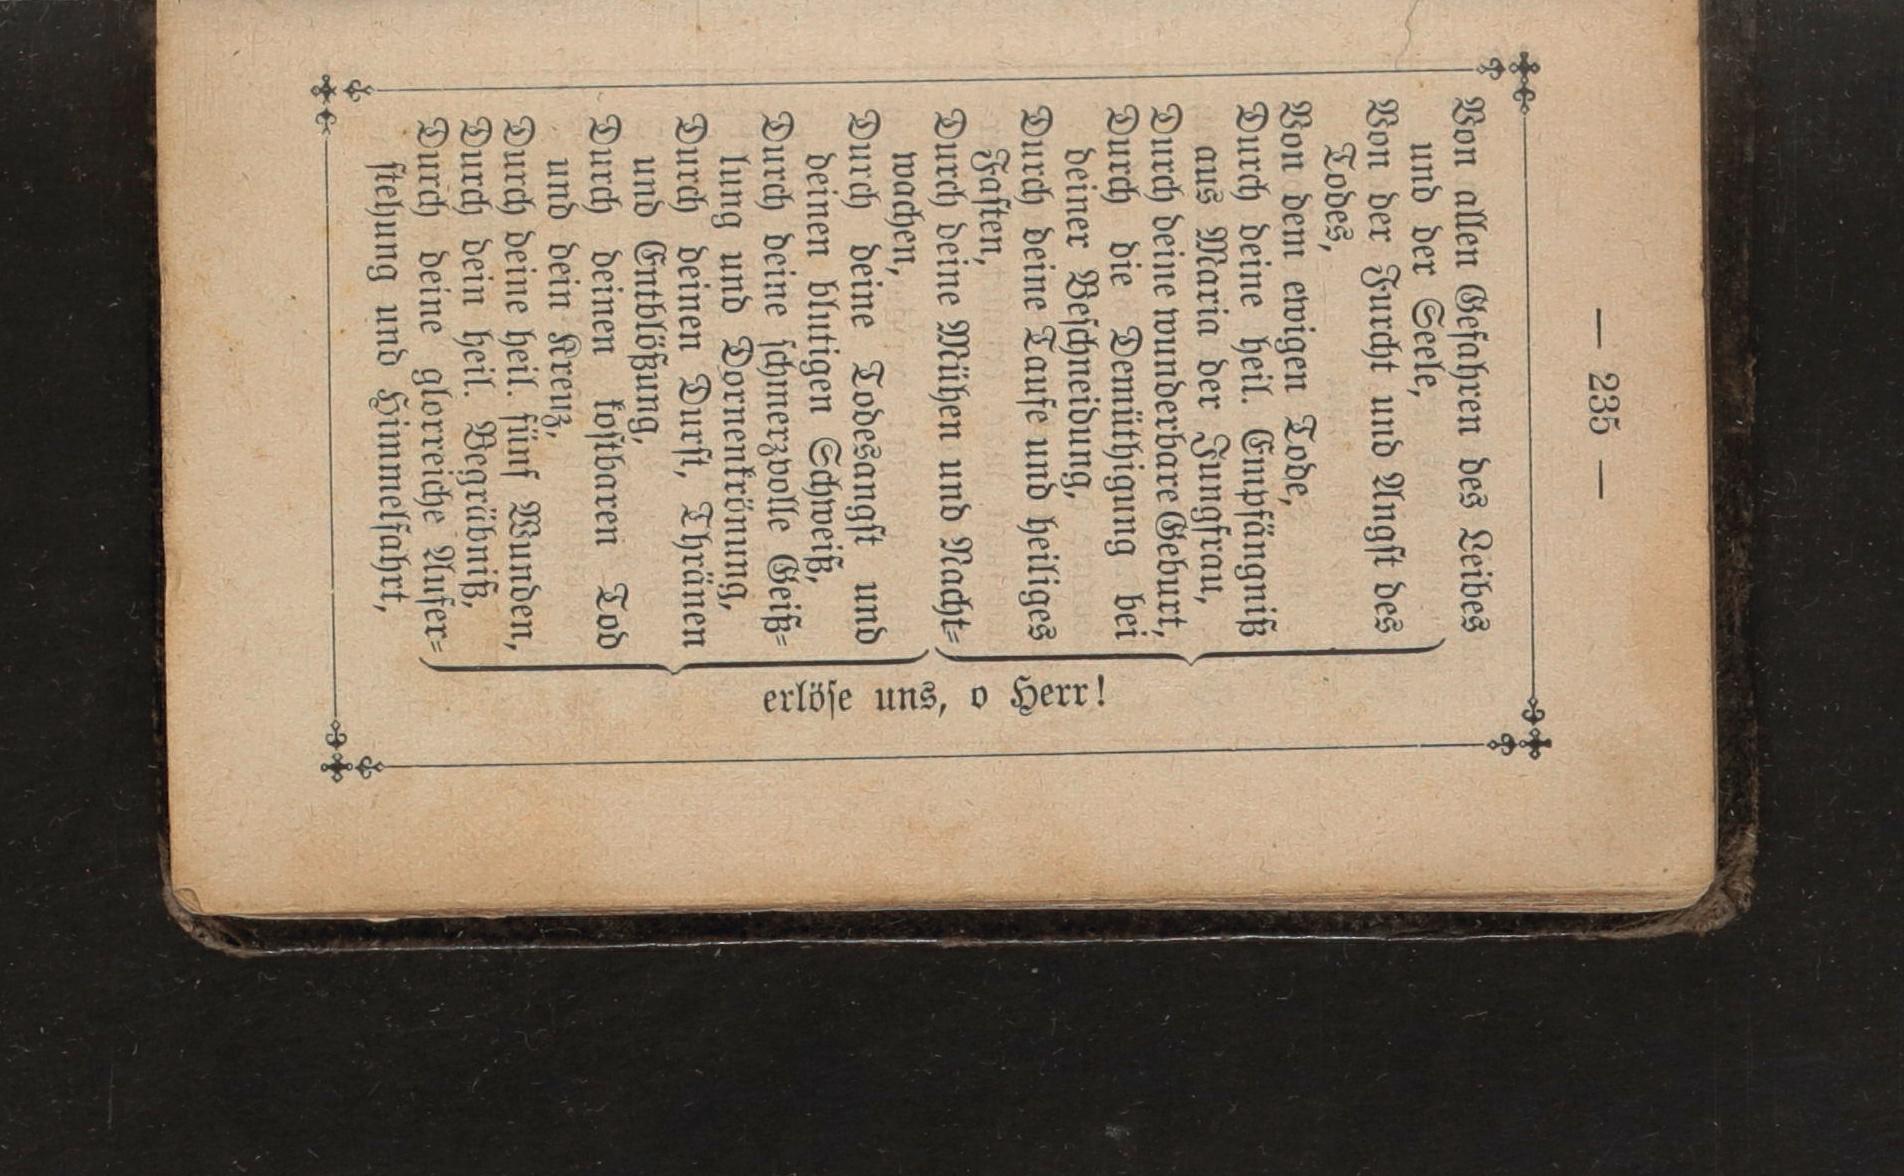 — 235 —
Von allen Gefahren des Leibes
und der Seele,
Von der Furcht und Angst des
Todes,
Von dem ewigen Tode,
Durch deine heil. Empfängniß
aus Maria der Jungfrau,
Durch deine wunderbare Geburt,
Durch die Demüthigung bei
deiner Beschneidung,
Durch deine Taufe und heiliges
Fasten,
Durch deine Mühen und Nacht-
wachen,
Durch deine Todesangst und
deinen blutigen Schweiß,
Durch deine schmerzvolle Geiß-
lung und Dornenkrönung,
Durch deinen Durst, Thränen
und Entblößung,
Durch deinen kostbaren Tod
und dein Kreuz,
Durch deine heil. fünf Wunden,
Durch dein heil. Begräbniß,
Durch deine glorreiche Aufer-
stehung und Himmelfahrt,
erlöse uns, o Herr!